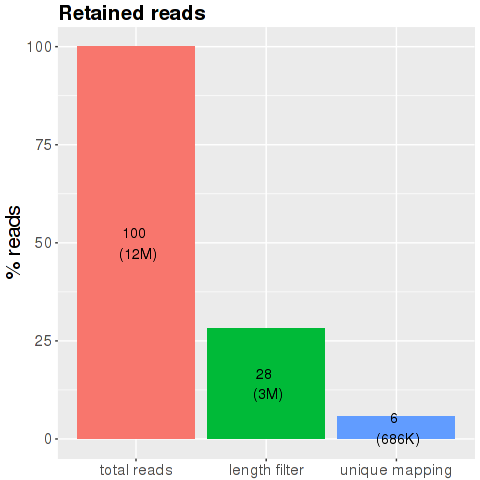 Retained reads
% reads
100
75
50
25
0
100
(12M)
28
(3M)
6
(686K)
total reads
length filter
unique mapping